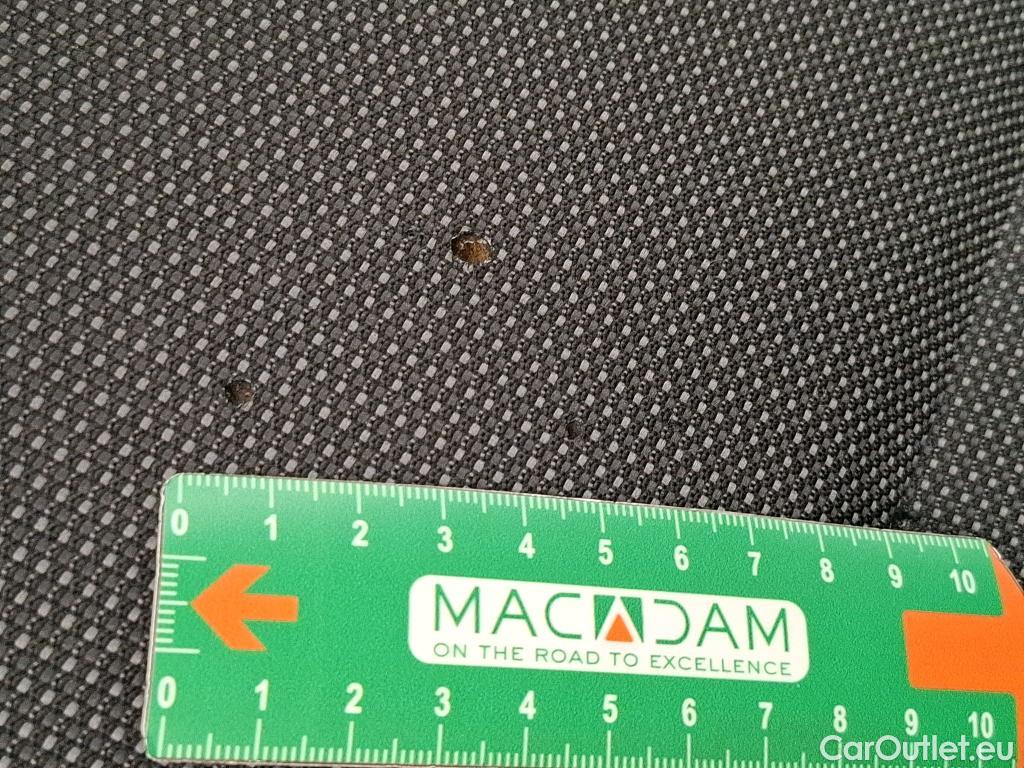 0 1 2 3 4 5 6 7 8 9 10
MACADAM
ON THE ROAD TO EXCELLENCE
0 1 2 3 4 5 6 7 8 9 10
CarOutlet.eu